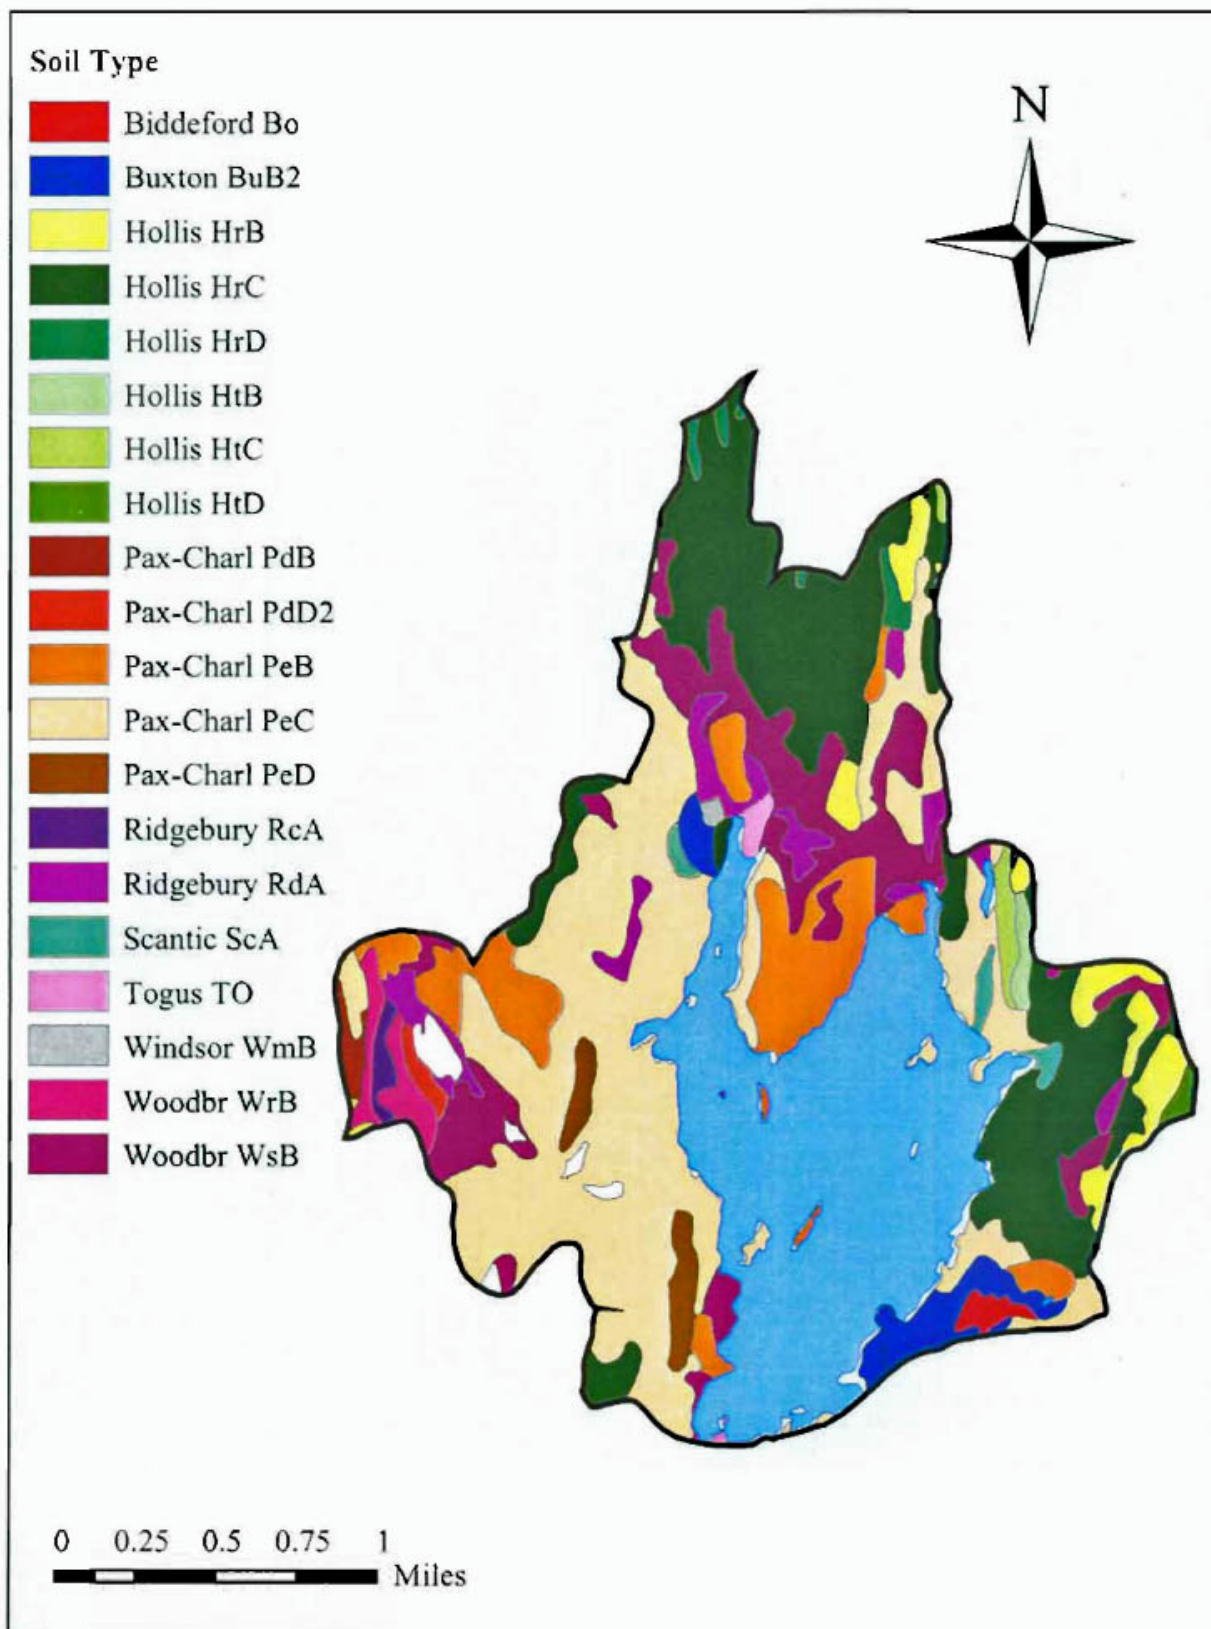 Soil Type
Biddeford Bo
Buxton BuB2
Hollis HrB
Hollis HrC
Hollis HrD
Hollis HtB
Hollis HtC
Hollis HtD
Pax-Charl PdB
Pax-Charl PdD2
Pax-Charl PeB
Pax-Charl PeC
Pax-Charl PeD
Ridgebury RcA
Ridgebury RdA
Scantic ScA
Togus TO
Windsor WmB
Woodbr WrB
Woodbr WsB
N
0 0.25 0.5 0.75 1
Miles